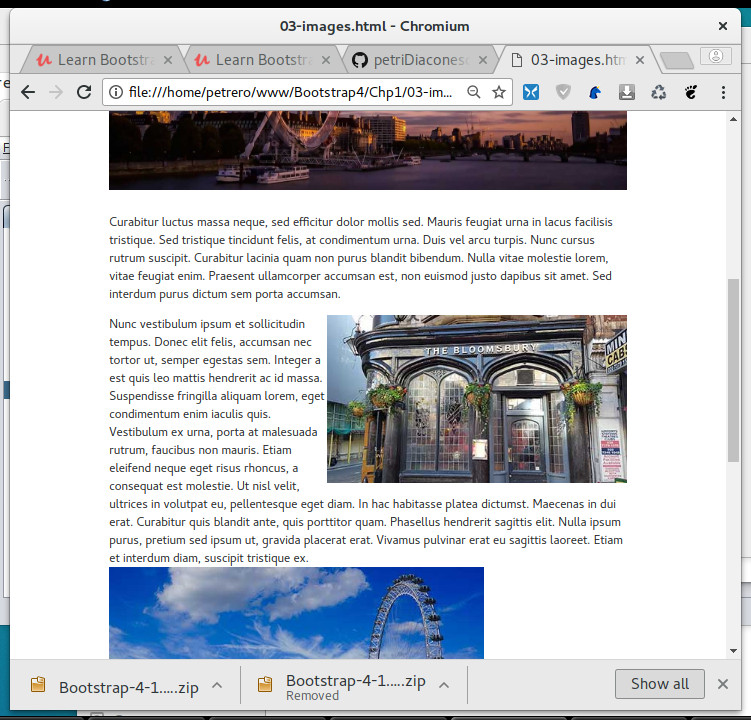 03-images.html - Chromium
Learn Bootstra
Learn Bootstra
petriDiacones
03-images.htm
file:///home/petrero/www/Bootstrap4/Chp1/03-im...
Curabitur luctus massa neque, sed efficitur dolor mollis sed. Mauris feugiat urna in lacus facilisis
tristique. Sed tristique tincidunt felis, at condimentum urna. Duis vel arcu turpis. Nunc cursus
rutrum suscipit. Curabitur lacinia quam non purus blandit bibendum. Nulla vitae molestie lorem,
vitae feugiat enim. Praesent ullamcorper accumsan est, non euismod justo dapibus sit amet. Sed
interdum purus dictum sem porta accumsan.
Nunc vestibulum ipsum et sollicitudin
tempus. Donec elit felis, accumsan nec
tortor ut, semper egestas sem. Integer a
est quis leo mattis hendrerit ac id massa.
Suspendisse fringilla aliquam lorem, eget
condimentum enim iaculis quis.
Vestibulum ex urna, porta at malesuada
rutrum, faucibus non mauris. Etiam
eleifend neque eget risus rhoncus, a
consequat est molestie. Ut nisl velit,
THE BLOOMSBURY
MINI
CABS
ultrices in volutpat eu, pellentesque eget diam. In hac habitasse platea dictumst. Maecenas in dui
erat. Curabitur quis blandit ante, quis porttitor quam. Phasellus hendrerit sagittis elit. Nulla ipsum
purus, pretium sed ipsum ut, gravida placerat erat. Vivamus pulvinar erat eu sagittis laoreet. Etiam
et interdum diam, suscipit tristique ex.
Bootstrap-4-1.....zip
Bootstrap-4-1.....zip
Removed
Show all